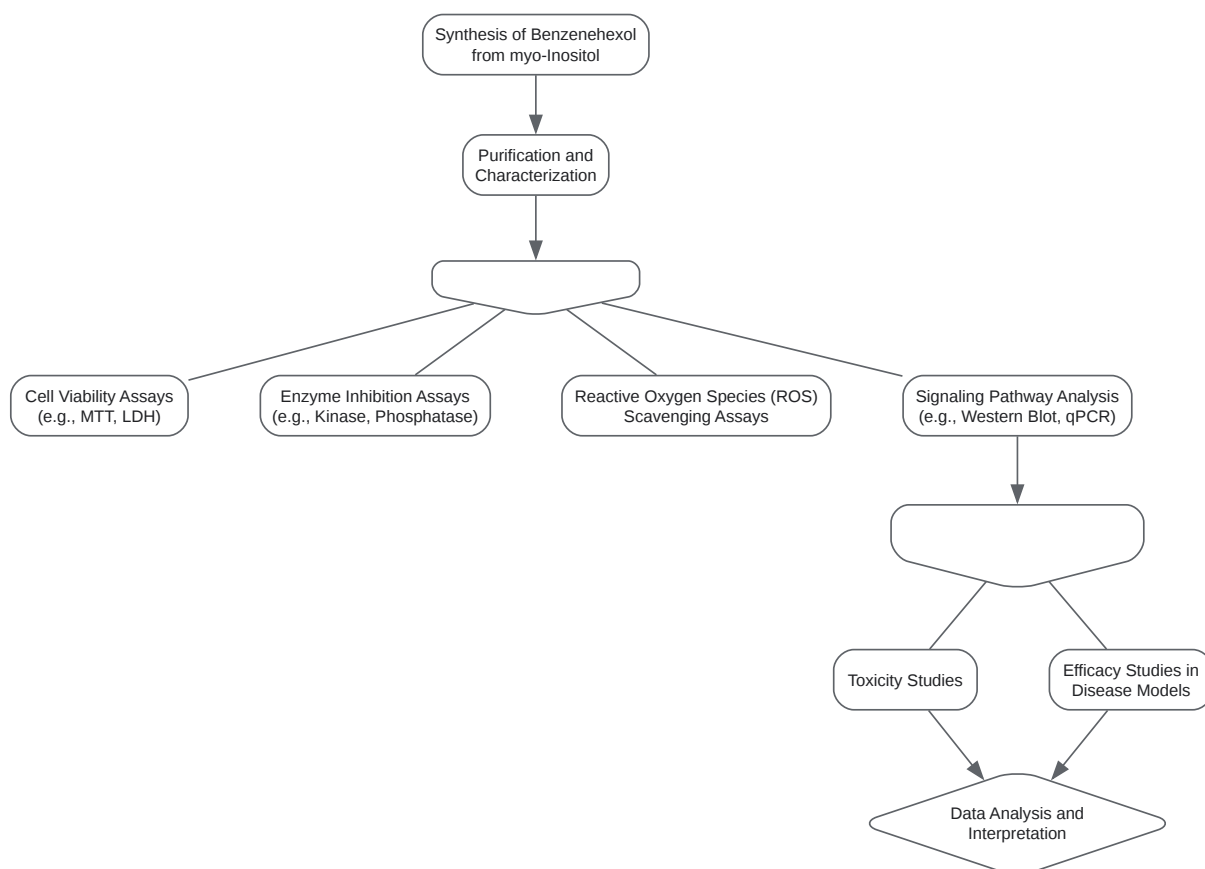 Synthesis of Benzenehexol
from myo-Inositol
Purification and
Characterization
Cell Viability Assays
(e.g., MTT, LDH)
Enzyme Inhibition Assays
(e.g., Kinase, Phosphatase)
Reactive Oxygen Species (ROS)
Scavenging Assays
Signaling Pathway Analysis
(e.g., Western Blot, qPCR)
Toxicity Studies
Efficacy Studies in
Disease Models
Data Analysis and
Interpretation